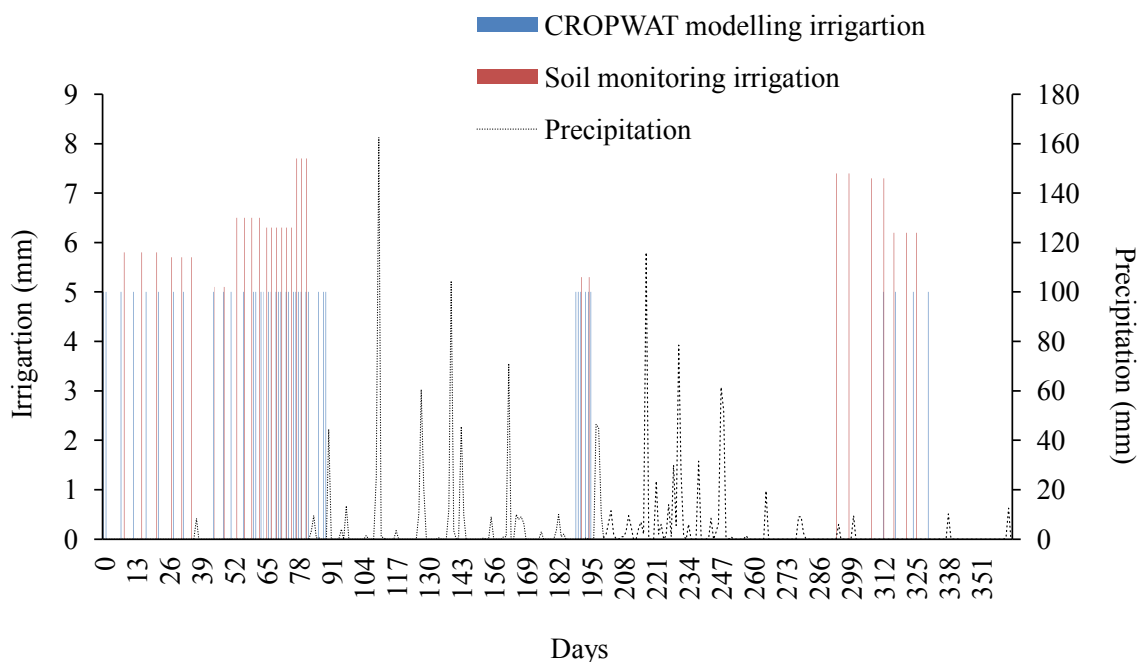 CROPWAT modelling irrigartion
Soil monitoring irrigation
Precipitation
9
8
7
6
5
4
3
2
1
0
Irrigartion (mm)
180
160
140
120
100
80
60
40
20
0
Precipitation (mm)
0 13 26 39 52 65 78 91 104 117 130 143 156 169 182 195 208 221 234 247 260 273 286 299 312 325 338 351
Days